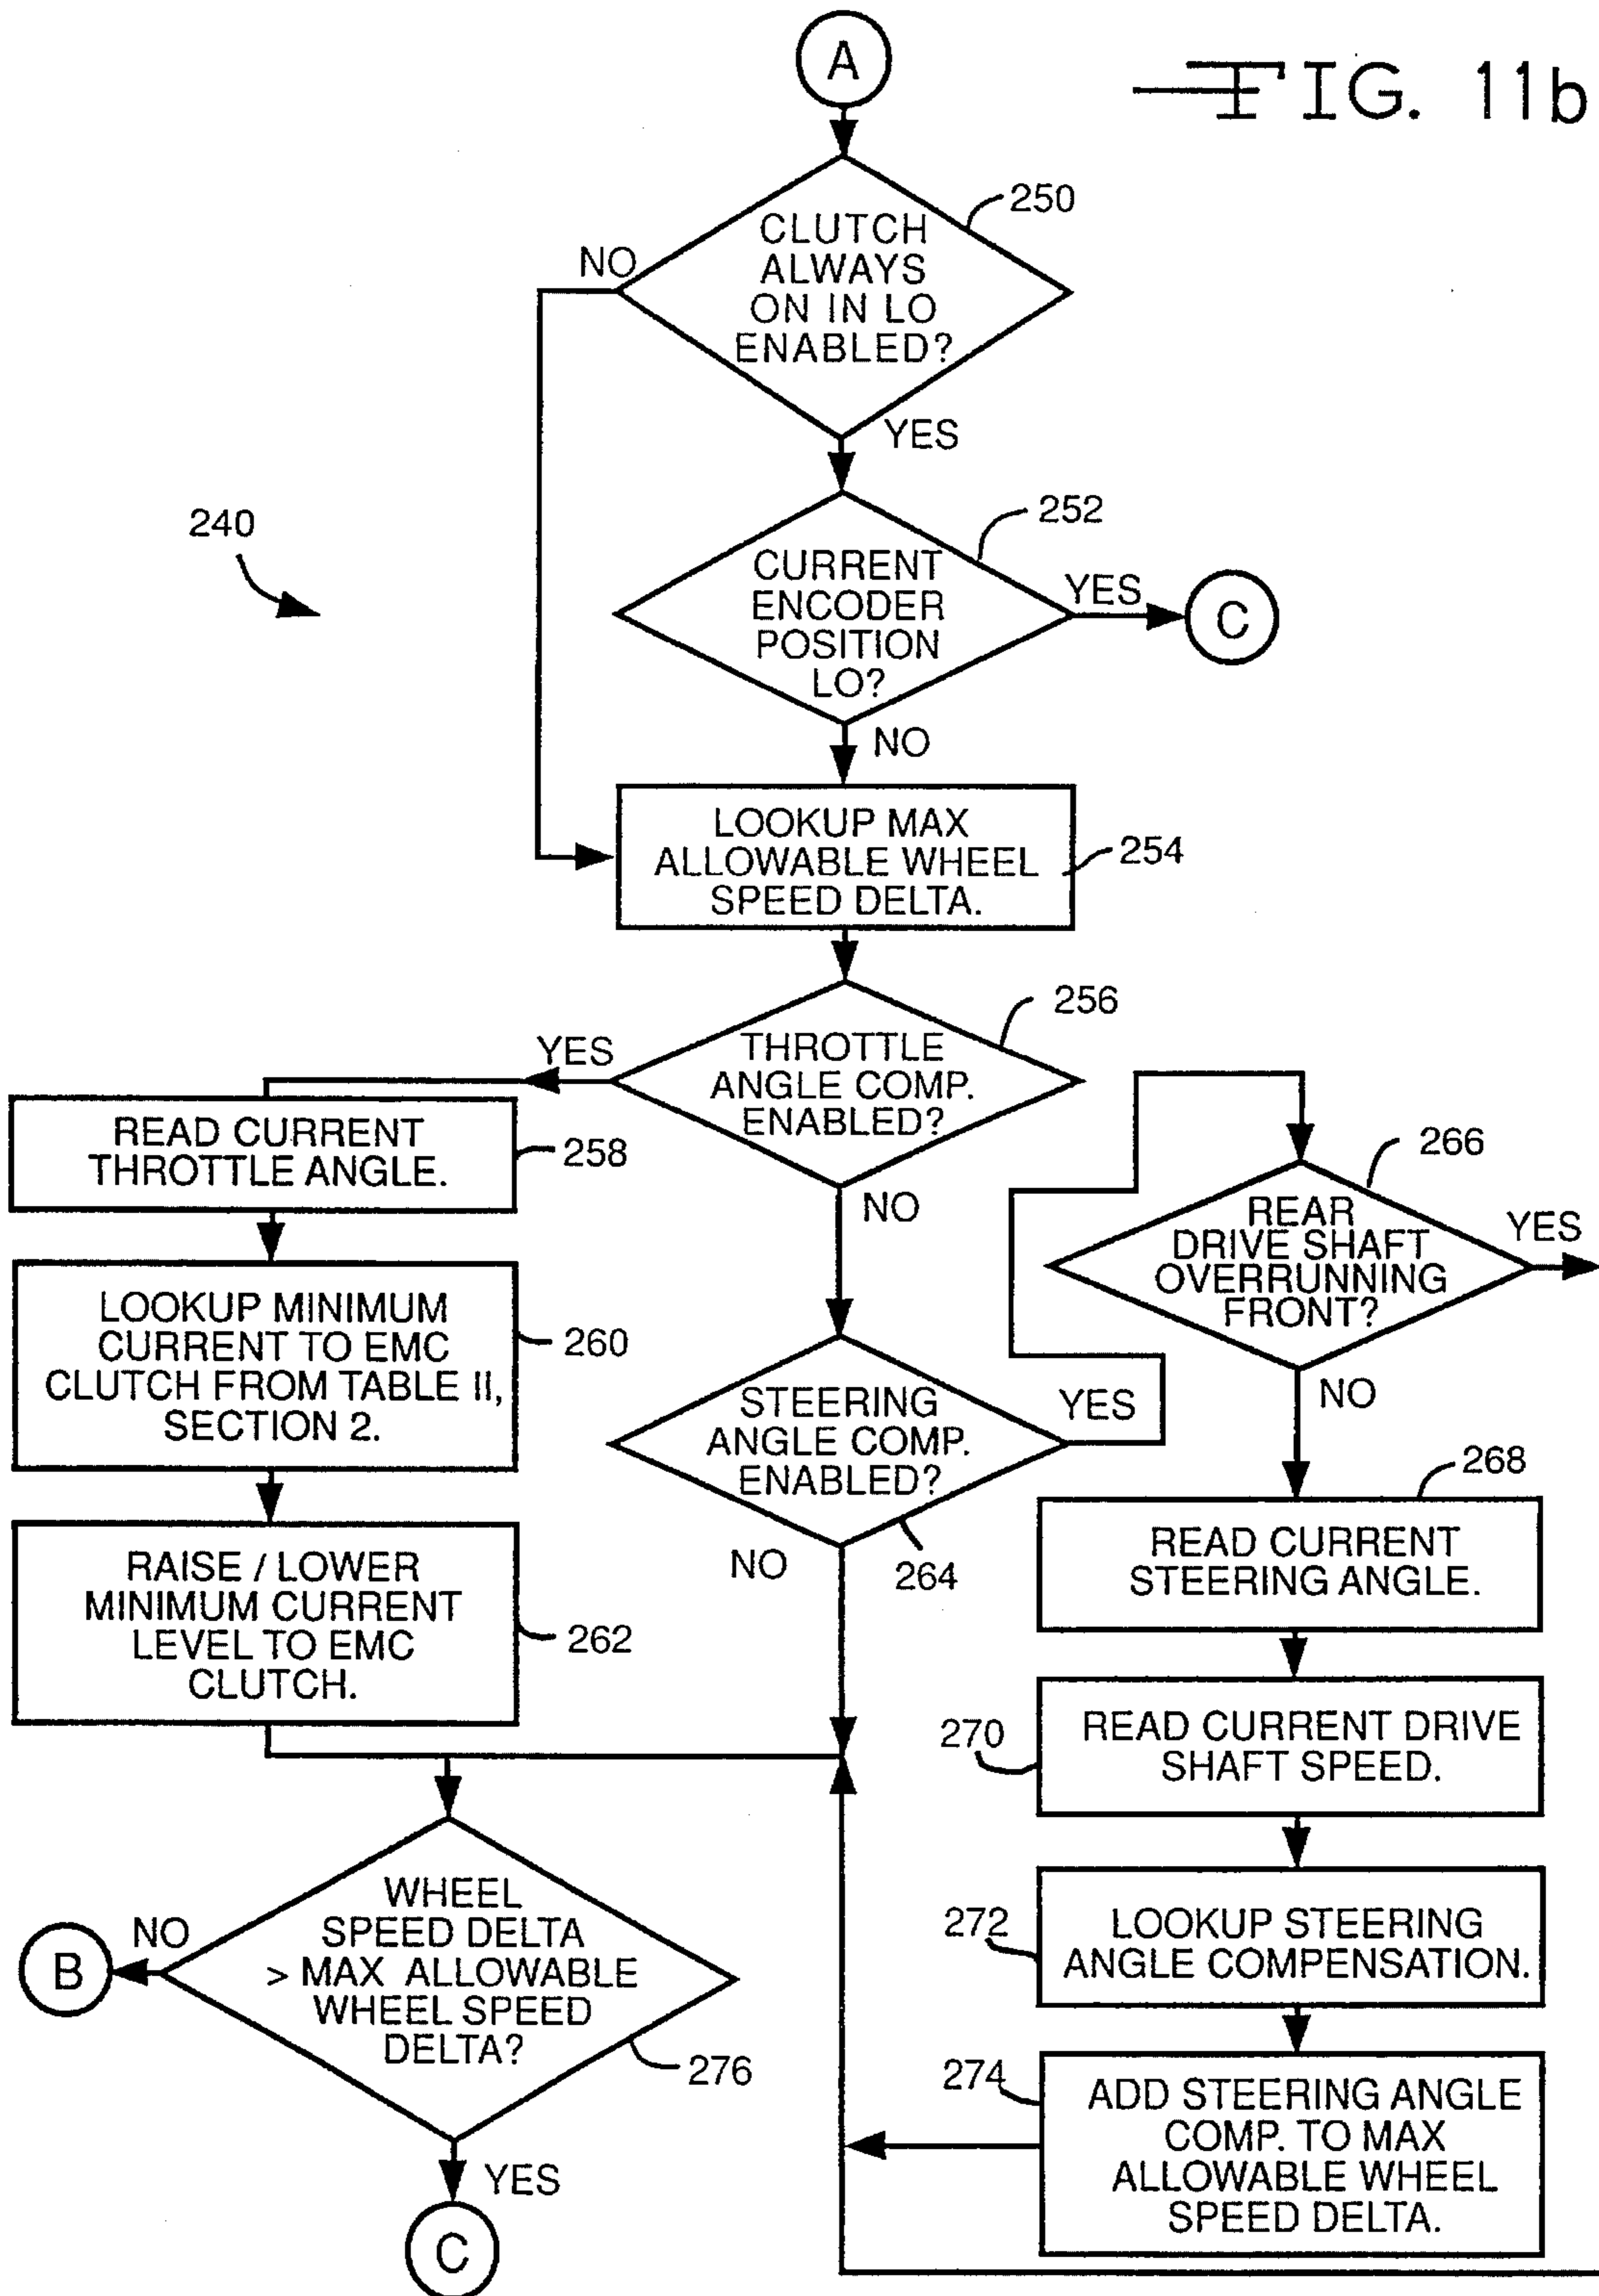 A
FIG. 11b
250
CLUTCH
ALWAYS
ON IN LO
ENABLED?
NO
YES
240
252
CURRENT
ENCODER
POSITION
LO?
YES
C
NO
LOOKUP MAX
ALLOWABLE WHEEL
SPEED DELTA.
254
256
THROTTLE
ANGLE COMP.
ENABLED?
YES
NO
READ CURRENT
THROTTLE ANGLE.
258
LOOKUP MINIMUM
CURRENT TO EMC
CLUTCH FROM TABLE II,
SECTION 2.
260
RAISE / LOWER
MINIMUM CURRENT
LEVEL TO EMC
CLUTCH.
262
STEERING
ANGLE COMP.
ENABLED?
YES
NO
264
266
REAR
DRIVE SHAFT
OVERRUNNING
FRONT?
YES
NO
268
READ CURRENT
STEERING ANGLE.
270
READ CURRENT DRIVE
SHAFT SPEED.
272
LOOKUP STEERING
ANGLE COMPENSATION.
274
ADD STEERING ANGLE
COMP. TO MAX
ALLOWABLE WHEEL
SPEED DELTA.
WHEEL
SPEED DELTA
> MAX ALLOWABLE
WHEEL SPEED
DELTA?
276
NO
B
YES
C